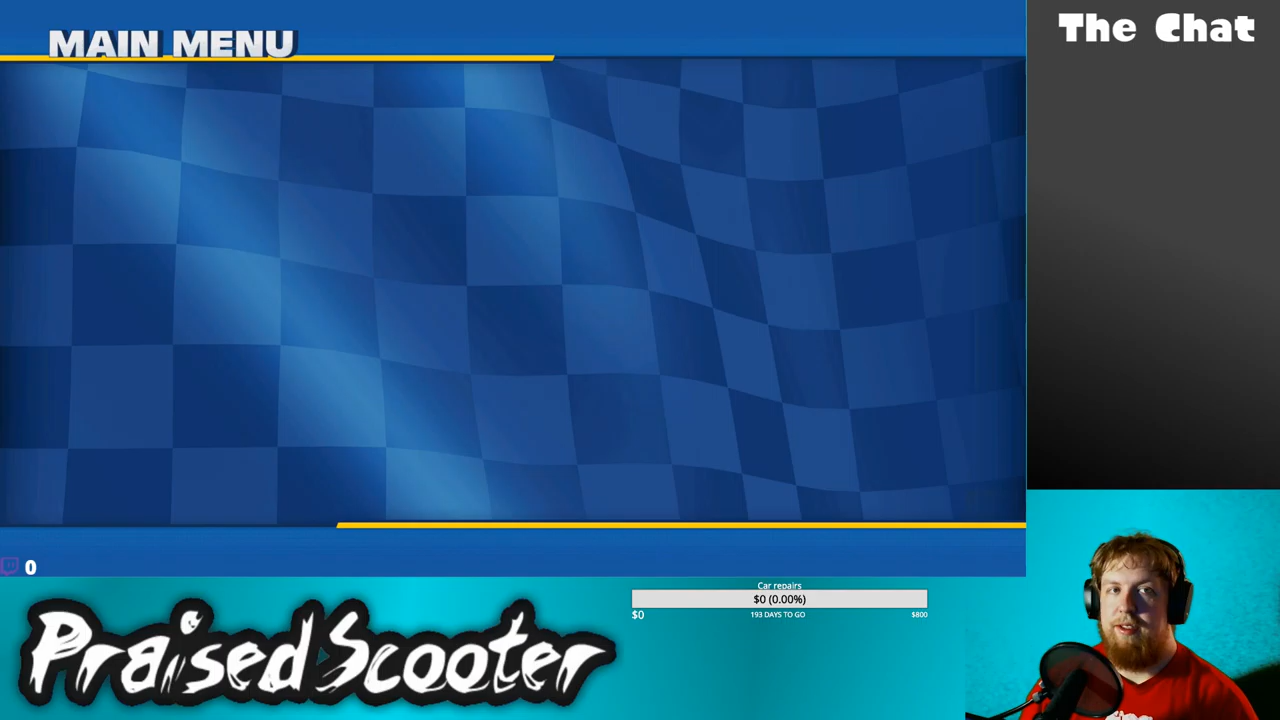 MAIN MENU
The Chat
0
Car repairs
$0 (0.00%)
$0 193 DAYS TO GO $800
PraisedScooter